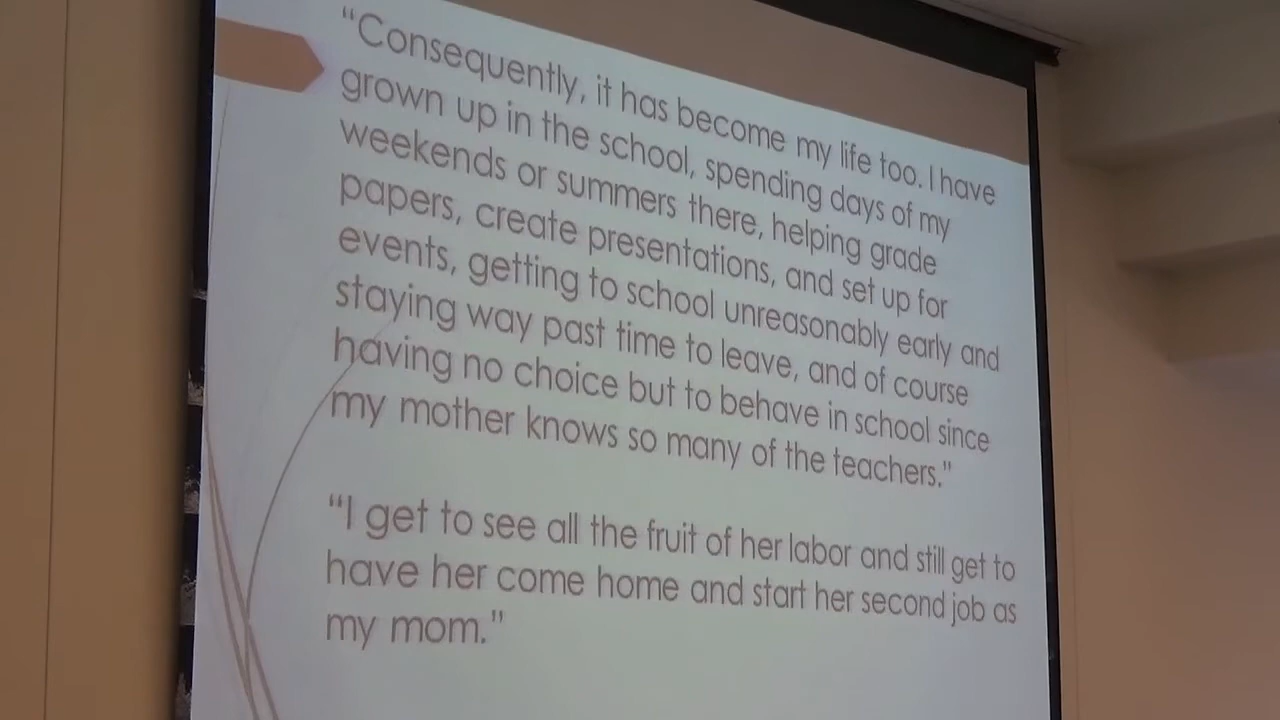 “Consequently, it has become my life too. I have
grown up in the school, spending days of my
weekends or summers there, helping grade
papers, create presentations, and set up for
events, getting to school unreasonably early and
staying way past time to leave, and of course
having no choice but to behave in school since
my mother knows so many of the teachers.”
“I get to see all the fruit of her labor and still get to
have her come home and start her second job as
my mom.”